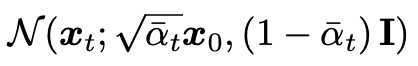 𝒩(𝒙ₜ; √ᾱₜ𝒙₀, (1 − ᾱₜ) 𝐈)